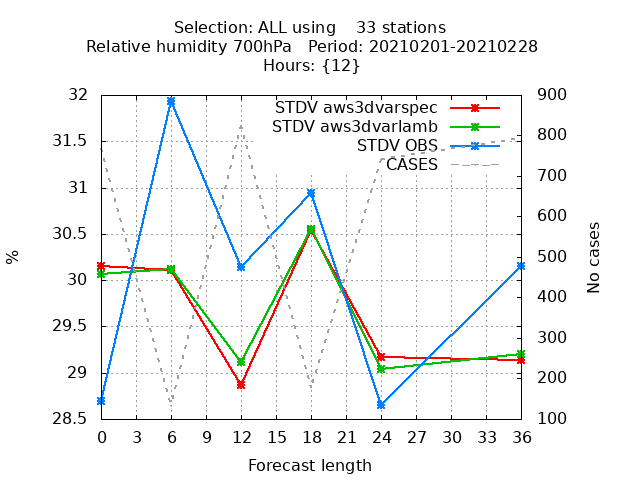 Selection: ALL using    33 stations
Relative humidity 700hPa   Period: 20210201-20210228
Hours: {12}
STDV aws3dvarspec
STDV aws3dvarlamb
STDV OBS
CASES
32
31.5
31
30.5
30
29.5
29
28.5
%
900
800
700
600
500
400
300
200
100
No cases
0 3 6 9 12 15 18 21 24 27 30 33 36
Forecast length